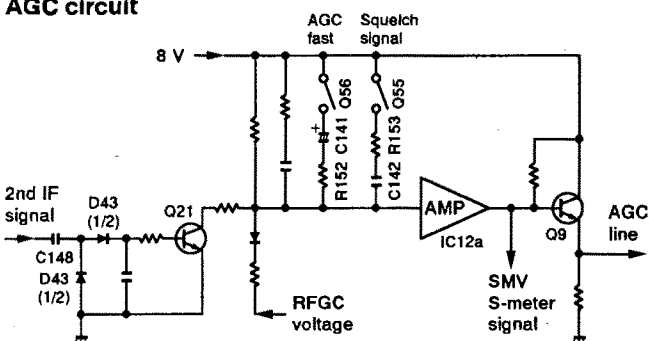 AGC circuit
AGC
fast
Squelch
signal
8 V
Q56
Q55
+
C141
R153
R152
C142
2nd IF
signal
D43
(1/2)
Q21
C148
D43
(1/2)
AMP
IC12a
Q9
AGC
line
RFGC
voltage
SMV
S-meter
signal